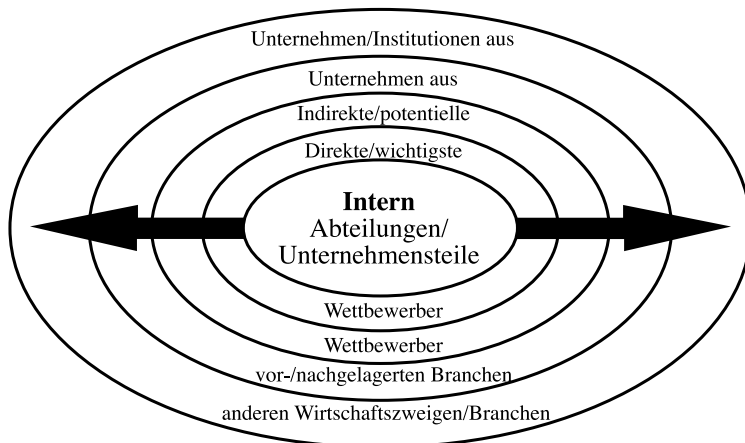 Unternehmen/Institutionen aus
Unternehmen aus
Indirekte/potentielle
Direkte/wichtigste
Intern
Abteilungen/
Unternehmensteile
Wettbewerber
Wettbewerber
vor-/nachgelagerten Branchen
anderen Wirtschaftszweigen/Branchen